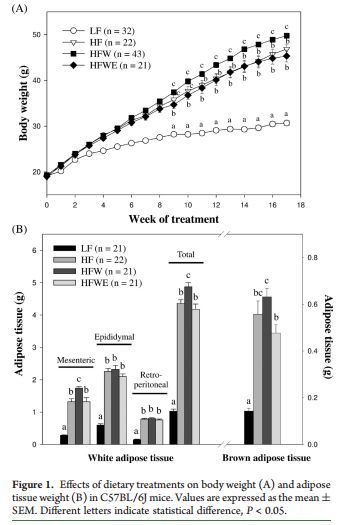 (A)
LF (n = 32)
HF (n = 22)
HFW (n = 43)
HFWE (n = 21)
Body weight (g)
50
40
30
20
c c c c c c c c c
b b b b b b b b b
b b b b b b b b b
a a a a a a a a a
0 2 4 6 8 10 12 14 16 18
Week of treatment
(B)
LF (n = 21)
HF (n = 22)
HFW (n = 21)
HFWE (n = 21)
Adipose tissue (g)
6
5
4
3
2
1
0
Mesenteric
a b c b
Epididymal
a b b b
Retro-
peritoneal
a b b b
Total
a b c b
a bc c b
0.8
0.6
0.4
0.2
0.0
Adipose tissue (g)
White adipose tissue
Brown adipose tissue
Figure 1. Effects of dietary treatments on body weight (A) and adipose
tissue weight (B) in C57BL/6J mice. Values are expressed as the mean ±
SEM. Different letters indicate statistical difference, P < 0.05.